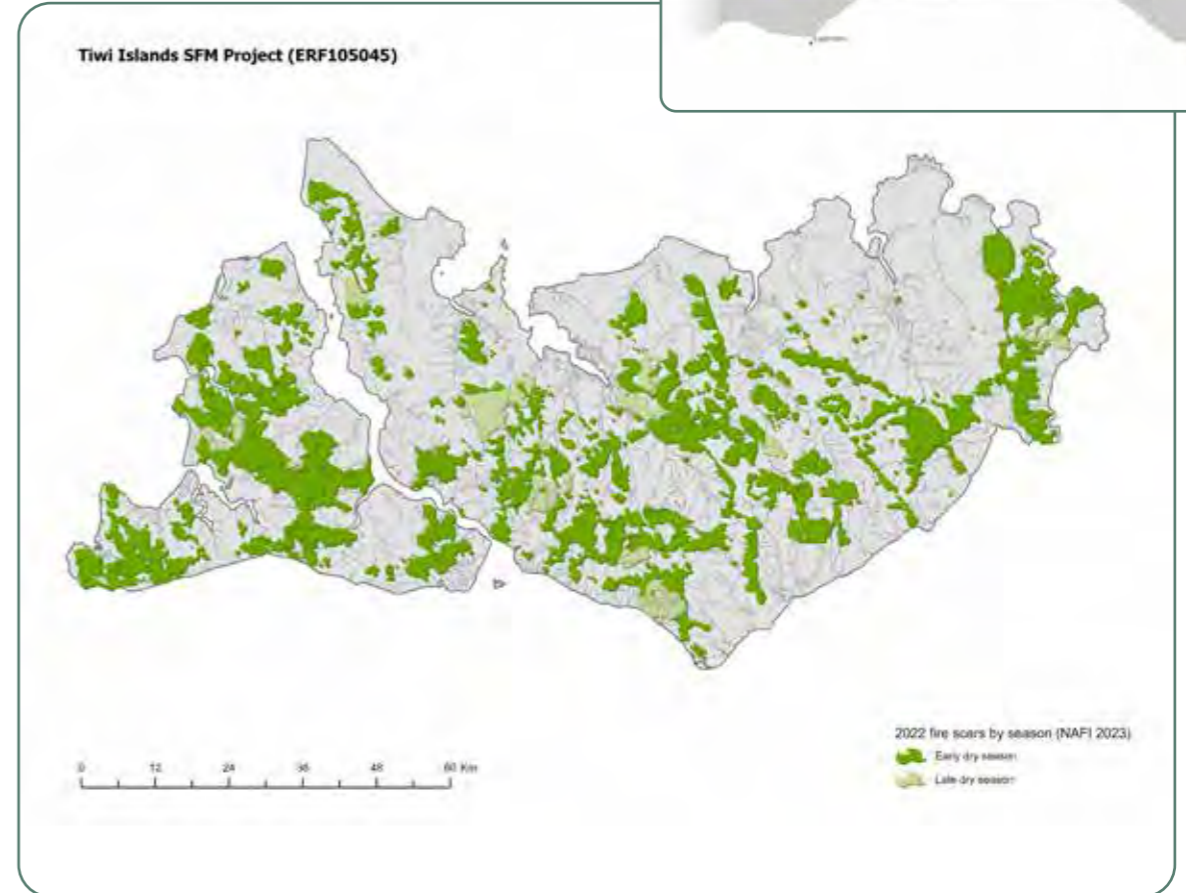 Tiwi Islands SFM Project (ERF105045)
2022 fire scars by season (NAFI 2023)
Early dry season
Late dry season
0 12 24 36 48 60 Km